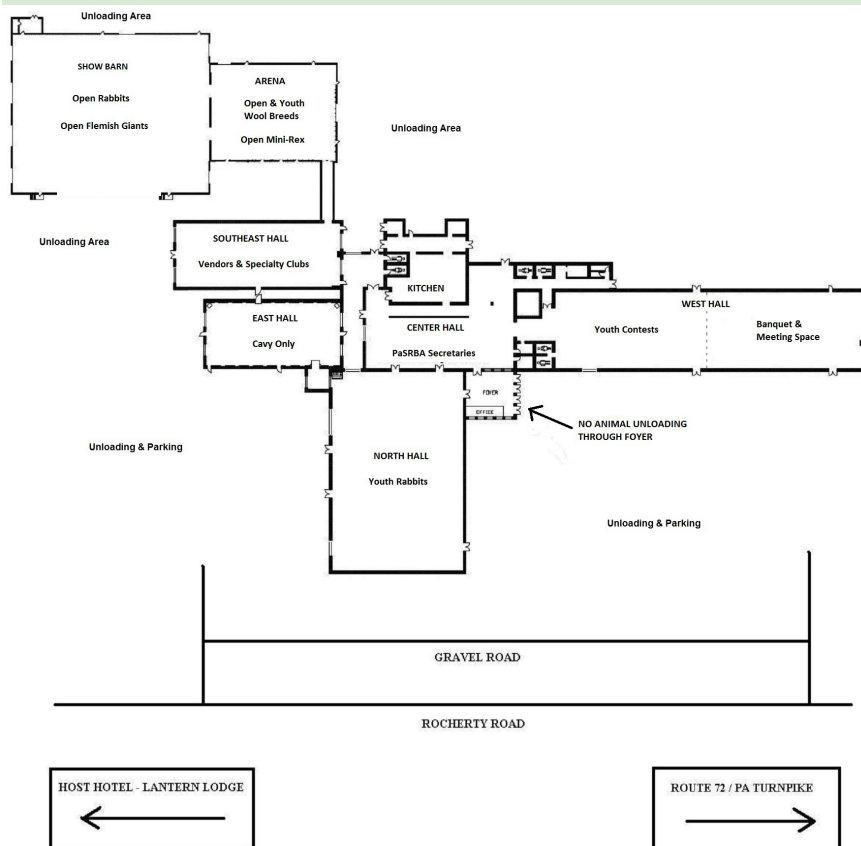 Unloading Area
SHOW BARN
Open Rabbits
Open Flemish Giants
ARENA
Open & Youth
Wool Breeds
Open Mini-Rex
Unloading Area
Unloading Area
SOUTHEAST HALL
Vendors & Specialty Clubs
KITCHEN
EAST HALL
Cavy Only
CENTER HALL
PaSRBA Secretaries
WEST HALL
Youth Contests
Banquet &
Meeting Space
FOYER
OFFICE
NO ANIMAL UNLOADING
THROUGH FOYER
Unloading & Parking
NORTH HALL
Youth Rabbits
Unloading & Parking
GRAVEL ROAD
ROCHERTY ROAD
HOST HOTEL - LANTERN LODGE
ROUTE 72 / PA TURNPIKE